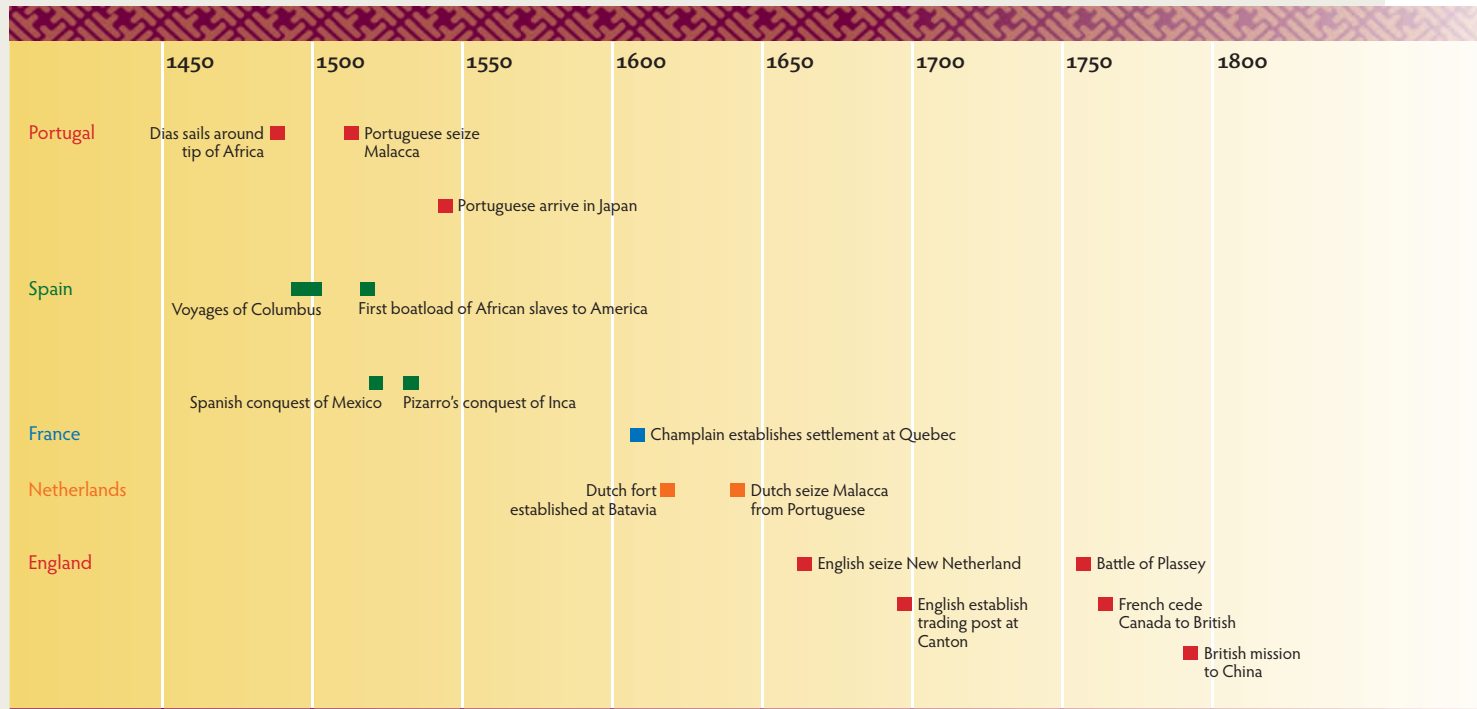 1450 1500 1550 1600 1650 1700 1750 1800
Portugal
Dias sails around
tip of Africa
Portuguese seize
Malacca
Portuguese arrive in Japan
Spain
Voyages of Columbus
First boatload of African slaves to America
Spanish conquest of Mexico
Pizarro’s conquest of Inca
France
Champlain establishes settlement at Quebec
Netherlands
Dutch fort
established at Batavia
Dutch seize Malacca
from Portuguese
England
English seize New Netherland
Battle of Plassey
English establish
trading post at
Canton
French cede
Canada to British
British mission
to China